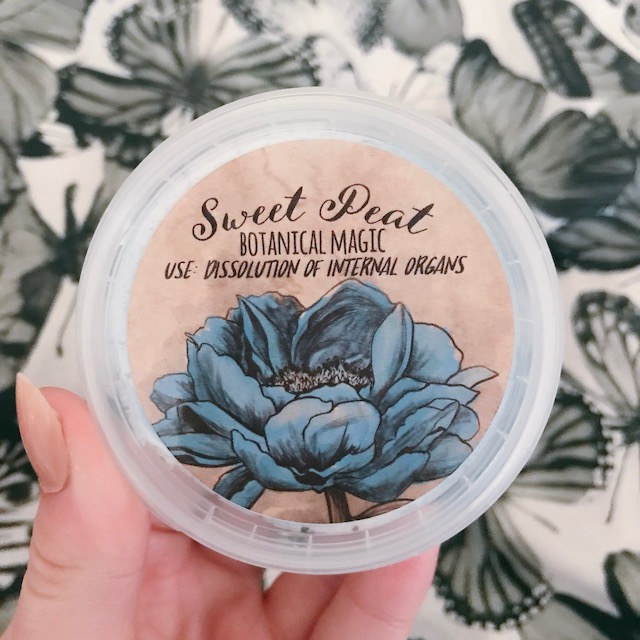 Sweet Peat
BOTANICAL MAGIC
USE: DISSOLUTION OF INTERNAL ORGANS